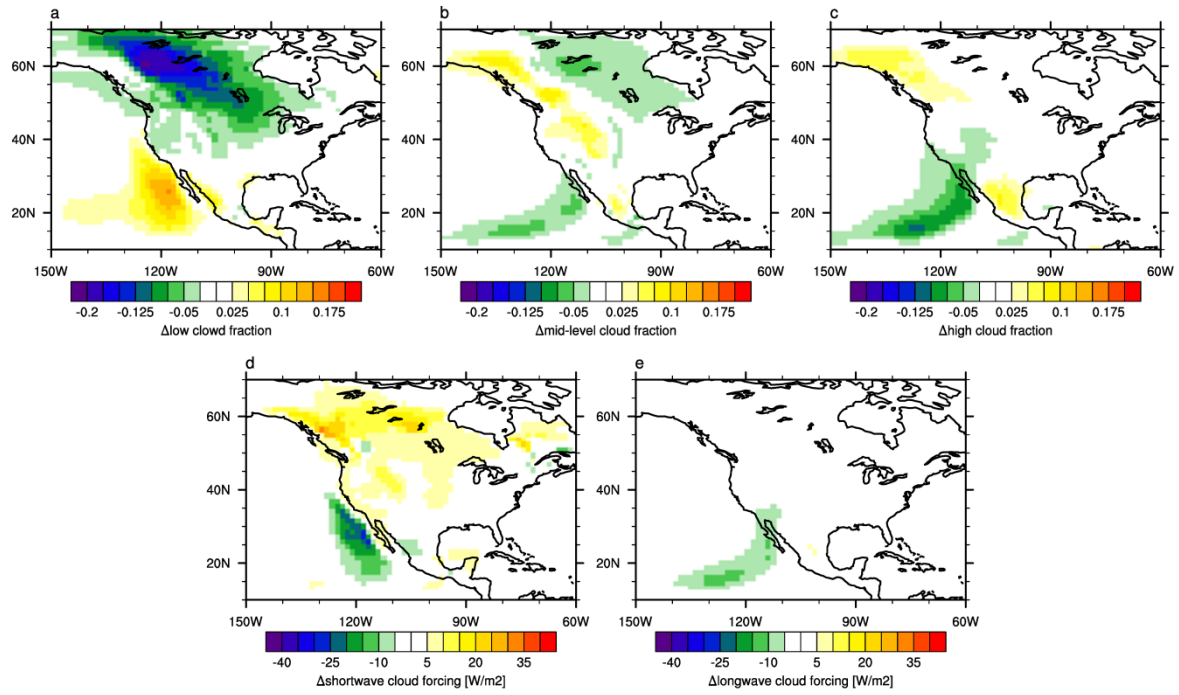 a
b
c
60N
40N
20N
150W 120W 90W 60W
-0.2 -0.125 -0.05 0.025 0.1 0.175
Δlow clowd fraction
60N
40N
20N
150W 120W 90W 60W
-0.2 -0.125 -0.05 0.025 0.1 0.175
Δmid-level cloud fraction
60N
40N
20N
150W 120W 90W 60W
-0.2 -0.125 -0.05 0.025 0.1 0.175
Δhigh cloud fraction
d
e
60N
40N
20N
150W 120W 90W 60W
-40 -25 -10 5 20 35
Δshortwave cloud forcing [W/m2]
60N
40N
20N
150W 120W 90W 60W
-40 -25 -10 5 20 35
Δlongwave cloud forcing [W/m2]